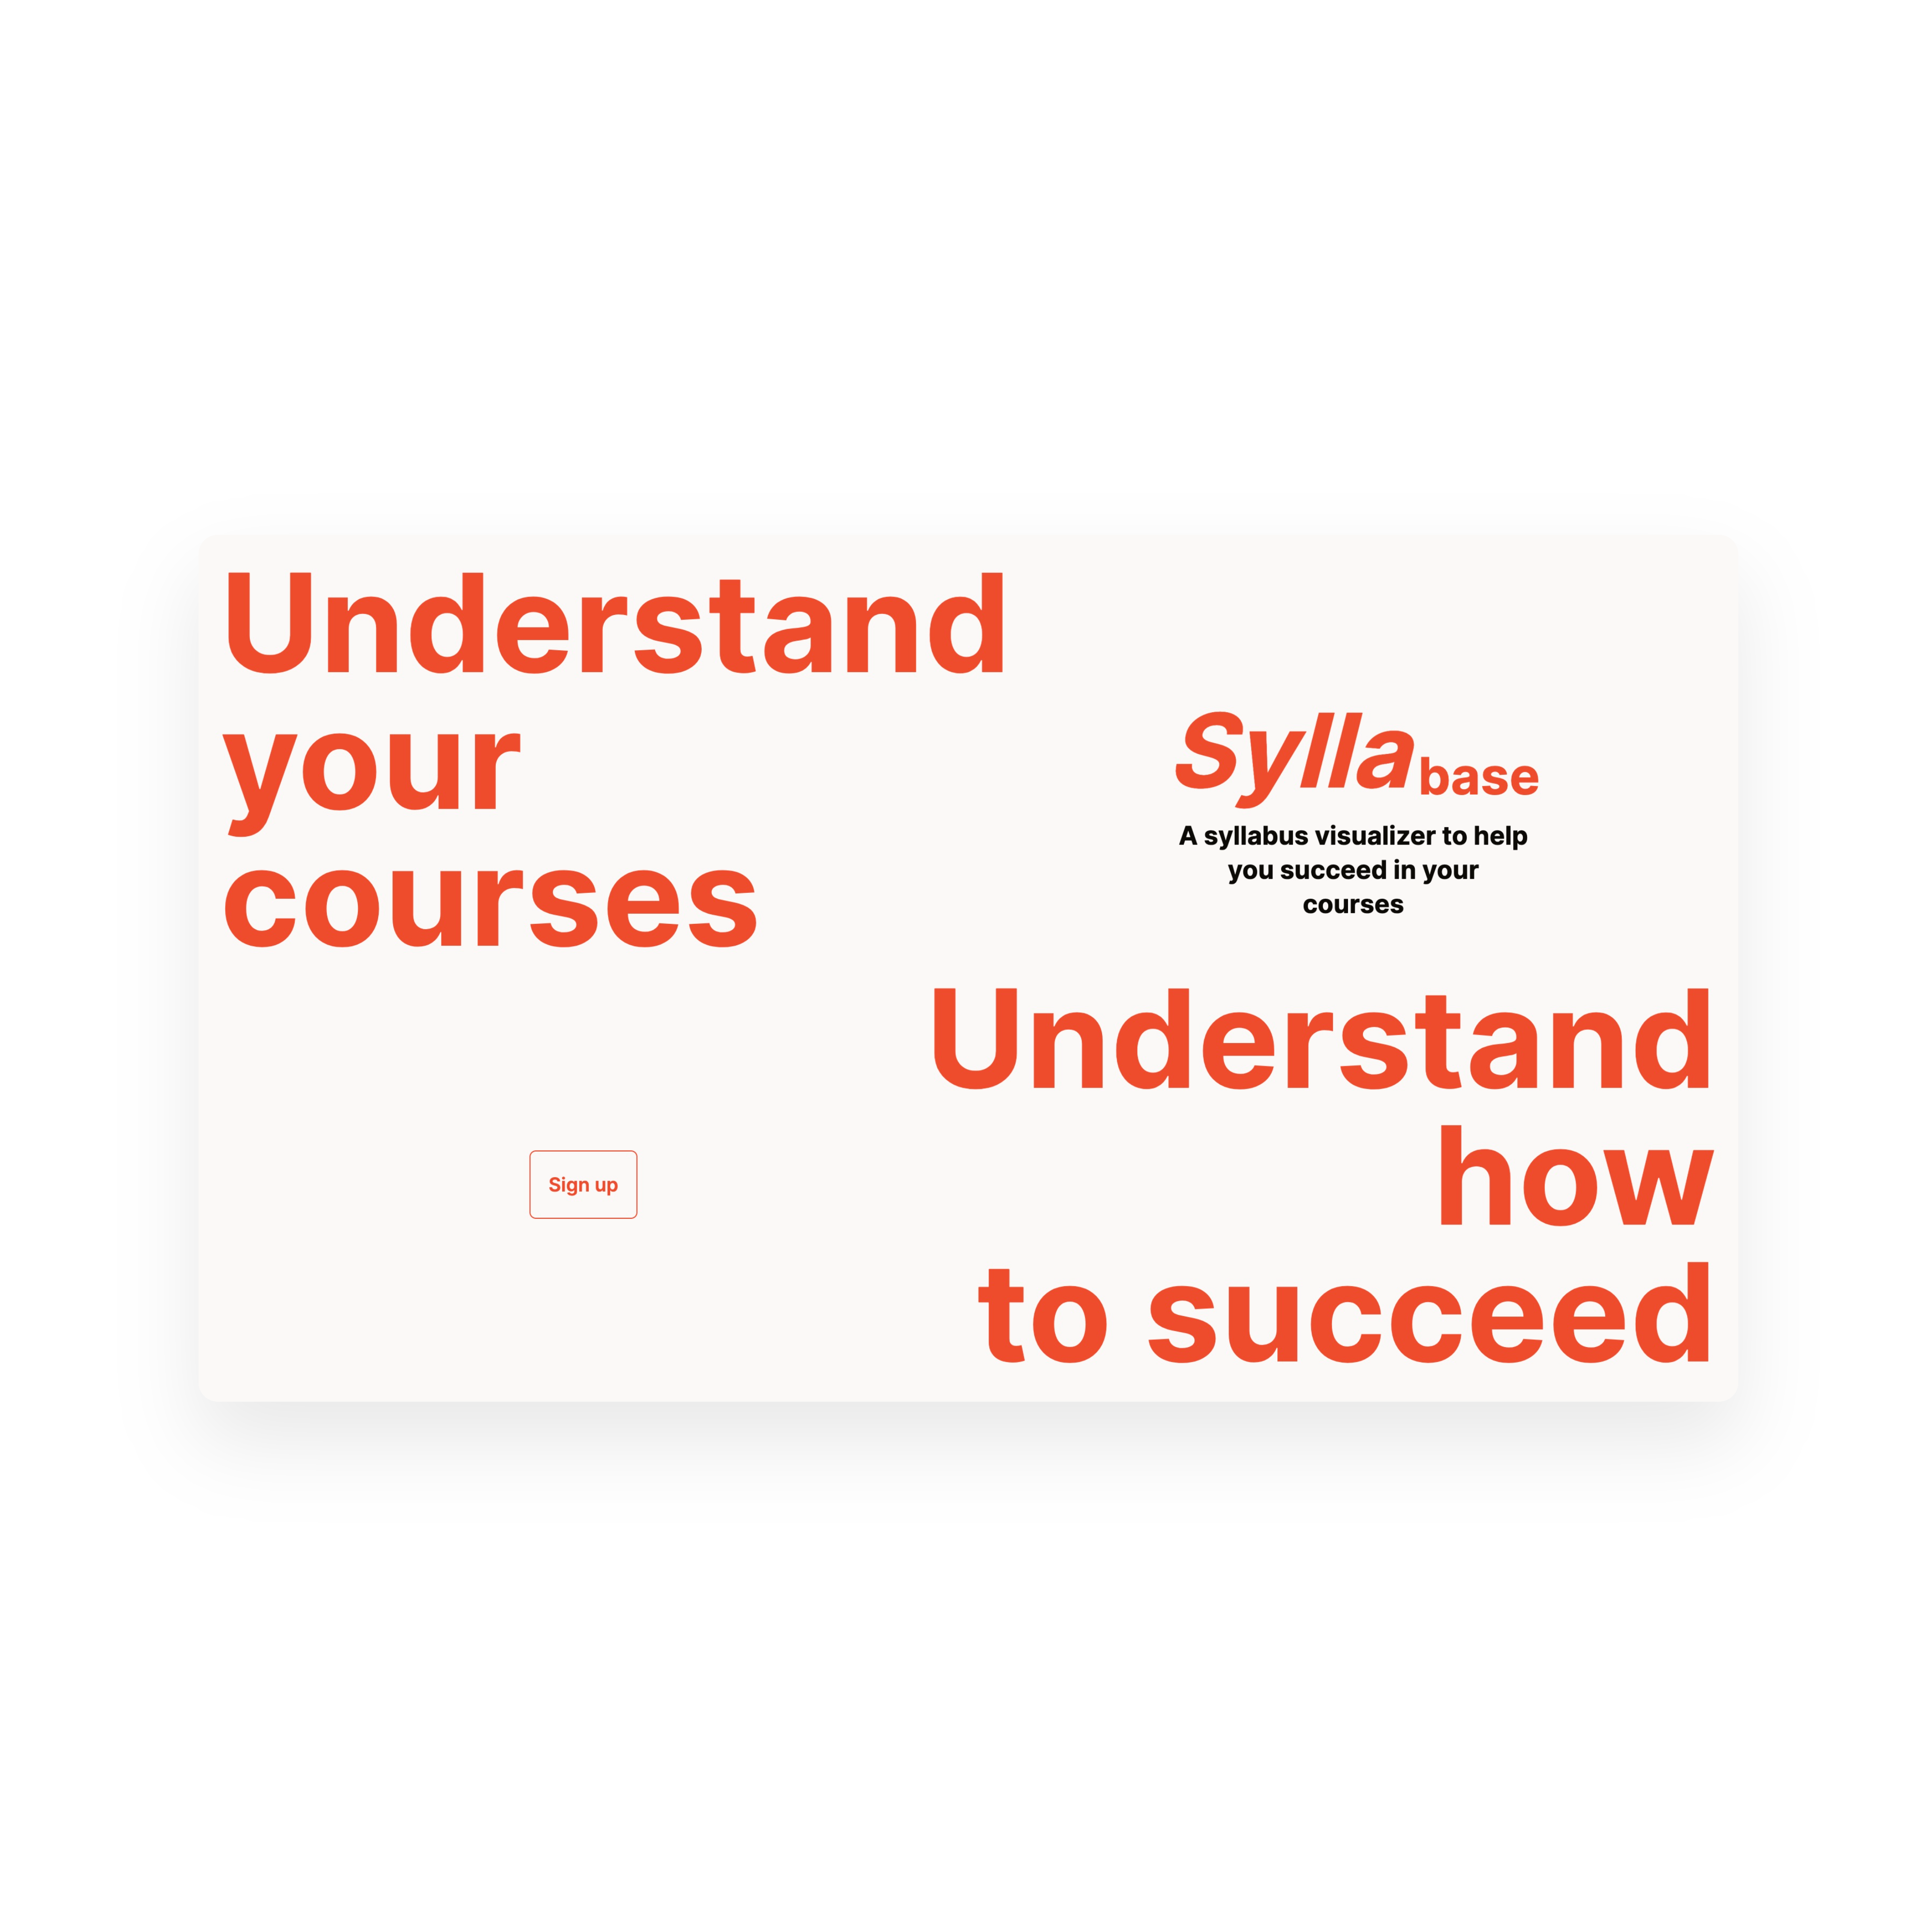 Understand
your
courses
Syllabase
A syllabus visualizer to help
you succeed in your
courses
Sign up
Understand
how
to succeed